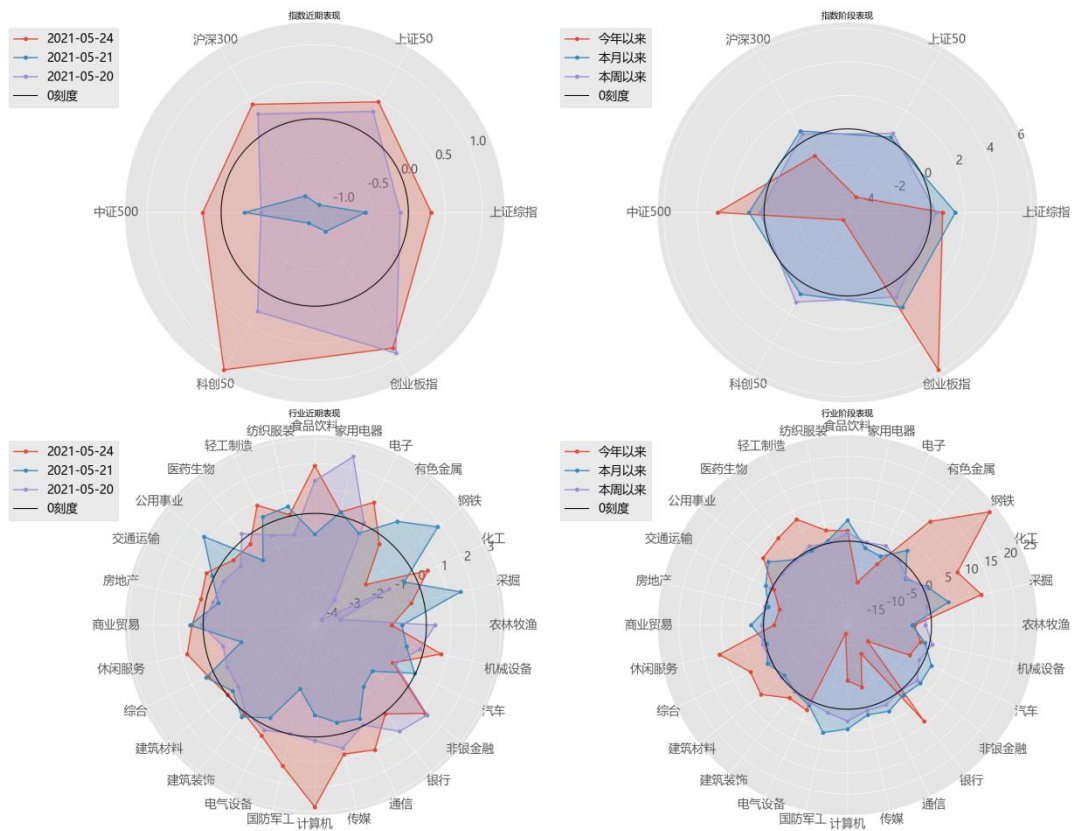 指数近期表现
2021-05-24
2021-05-21
2021-05-20
0刻度
沪深300
上证50
中证500
上证综指
科创50
创业板指
-1.0
-0.5
0.0
0.5
1.0
指数阶段表现
今年以来
本月以来
本周以来
0刻度
沪深300
上证50
中证500
上证综指
科创50
创业板指
-4
-2
0
2
4
6
行业近期表现
2021-05-24
2021-05-21
2021-05-20
0刻度
食品饮料
纺织服装
家用电器
轻工制造
电子
医药生物
有色金属
公用事业
钢铁
交通运输
化工
房地产
采掘
商业贸易
农林牧渔
休闲服务
机械设备
综合
汽车
建筑材料
非银金融
建筑装饰
银行
电气设备
通信
国防军工
传媒
计算机
-4
-3
-2
-1
0
1
2
3
行业阶段表现
今年以来
本月以来
本周以来
0刻度
食品饮料
纺织服装
家用电器
轻工制造
电子
医药生物
有色金属
公用事业
钢铁
交通运输
化工
房地产
采掘
商业贸易
农林牧渔
休闲服务
机械设备
综合
汽车
建筑材料
非银金融
建筑装饰
银行
电气设备
通信
国防军工
传媒
计算机
-15
-10
-5
0
5
10
15
20
25